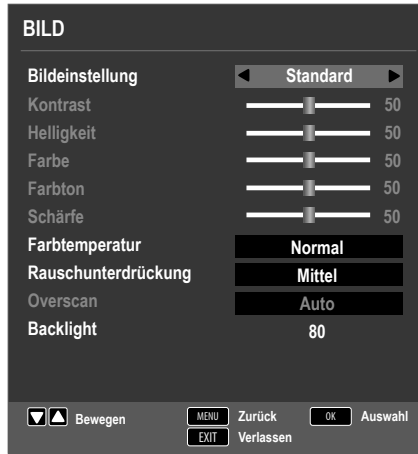 BILD
Bildeinstellung Standard
Kontrast 50
Helligkeit 50
Farbe 50
Farbton 50
Schärfe 50
Farbtemperatur Normal
Rauschunterdrückung Mittel
Overscan Auto
Backlight 80
Bewegen MENU Zurück OK Auswahl
EXIT Verlassen